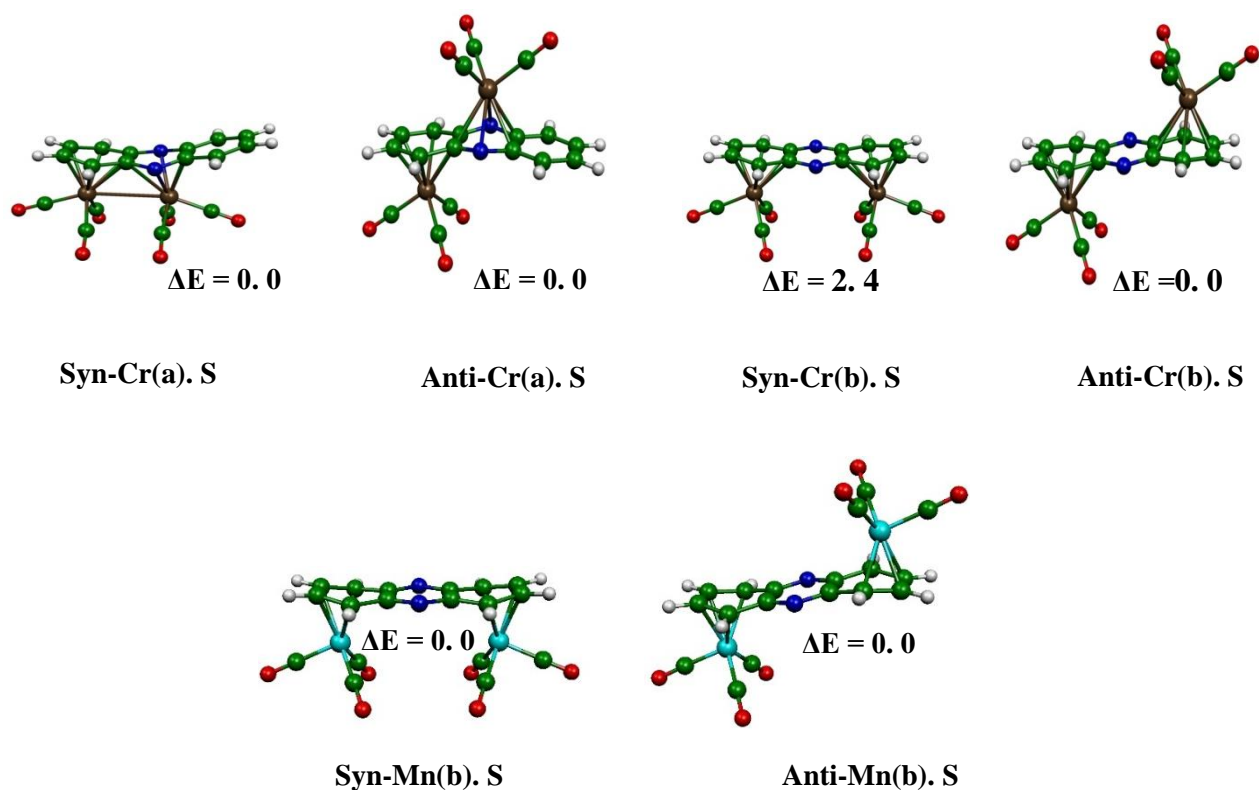 ΔE = 0. 0
ΔE = 0. 0
ΔE = 2. 4
ΔE =0. 0
Syn-Cr(a). S
Anti-Cr(a). S
Syn-Cr(b). S
Anti-Cr(b). S
ΔE = 0. 0
ΔE = 0. 0
Syn-Mn(b). S
Anti-Mn(b). S